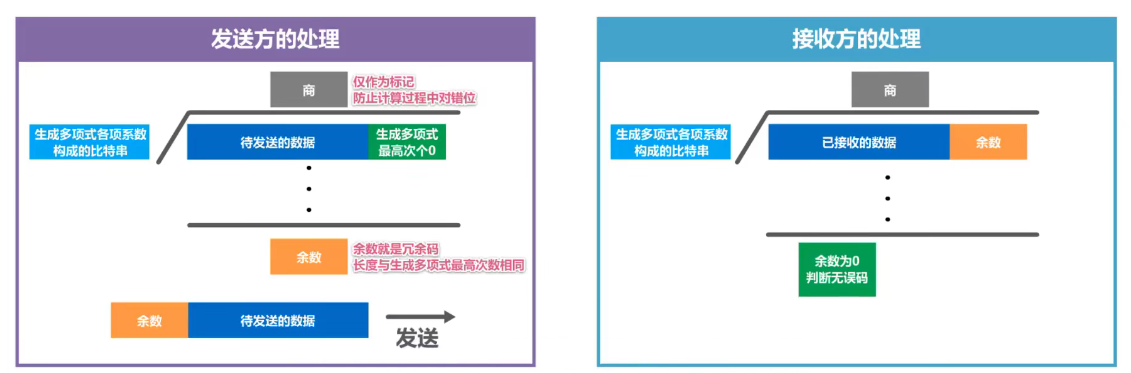 发送方的处理
商
仅作为标记
防止计算过程中对错位
生成多项式各项系数
构成的比特串
待发送的数据
生成多项式
最高次个0
余数
余数就是冗余码
长度与生成多项式最高次数相同
余数
待发送的数据
发送
接收方的处理
商
生成多项式各项系数
构成的比特串
已接收的数据
余数
余数为0
判断无误码